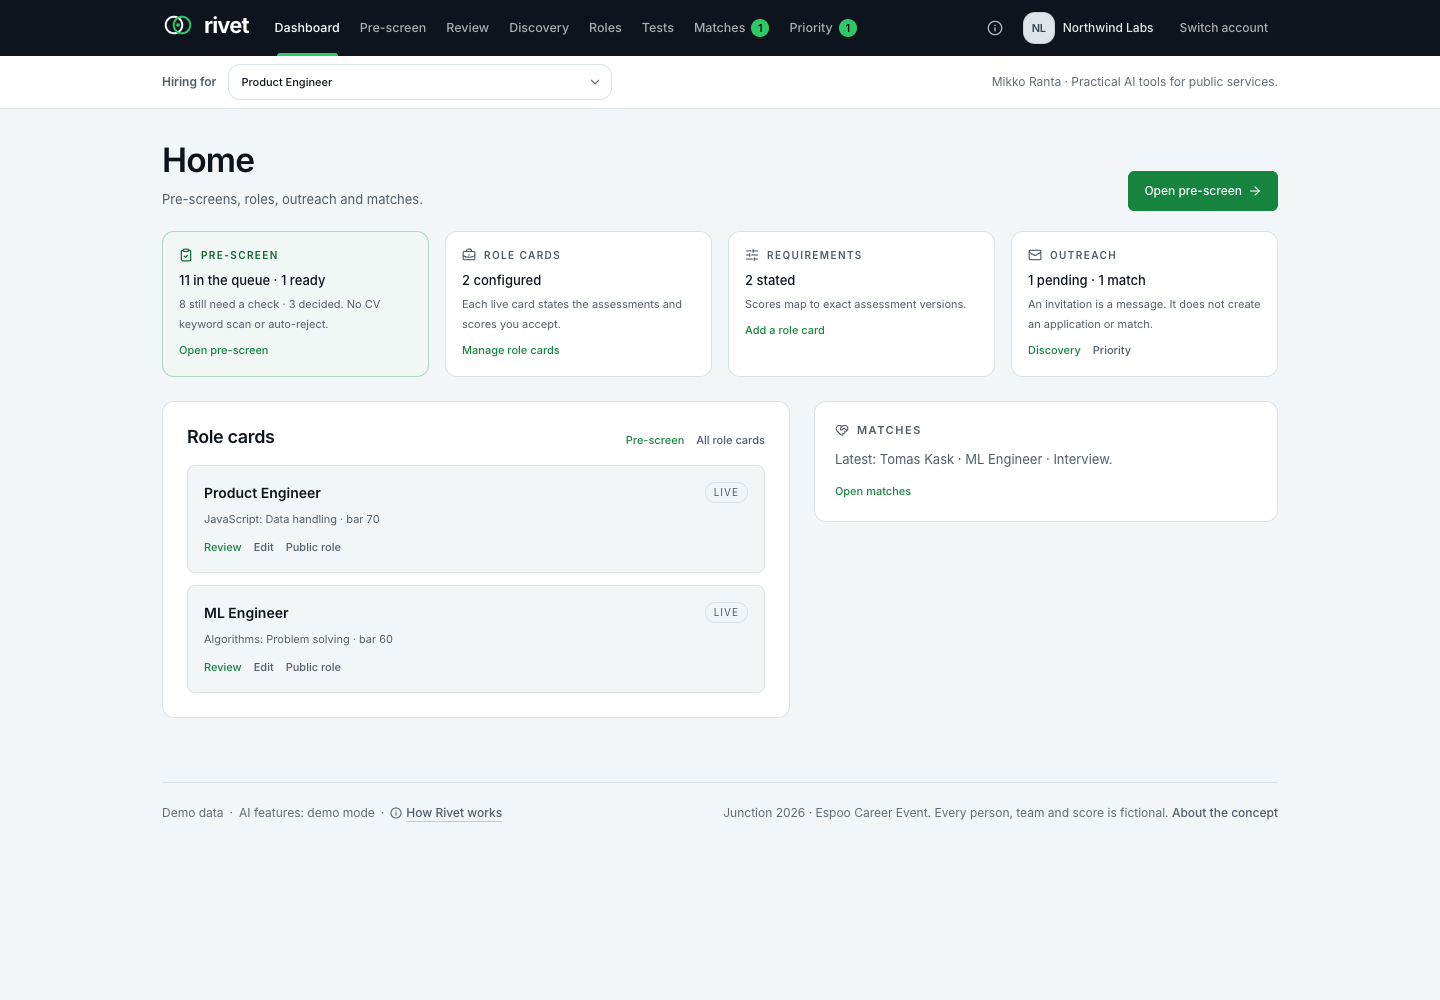 rivet
Dashboard Pre-screen Review Discovery Roles Tests Matches 1 Priority 1
NL Northwind Labs Switch account
Hiring for Product Engineer
Mikko Ranta · Practical AI tools for public services.
Home
Pre-screens, roles, outreach and matches.
Open pre-screen →
PRE-SCREEN
11 in the queue · 1 ready
8 still need a check · 3 decided. No CV
keyword scan or auto-reject.
Open pre-screen
ROLE CARDS
2 configured
Each live card states the assessments and
scores you accept.
Manage role cards
REQUIREMENTS
2 stated
Scores map to exact assessment versions.
Add a role card
OUTREACH
1 pending · 1 match
An invitation is a message. It does not create
an application or match.
Discovery Priority
Role cards
Pre-screen All role cards
Product Engineer LIVE
JavaScript: Data handling · bar 70
Review Edit Public role
ML Engineer LIVE
Algorithms: Problem solving · bar 60
Review Edit Public role
MATCHES
Latest: Tomas Kask · ML Engineer · Interview.
Open matches
Demo data · AI features: demo mode · How Rivet works
Junction 2026 · Espoo Career Event. Every person, team and score is fictional. About the concept